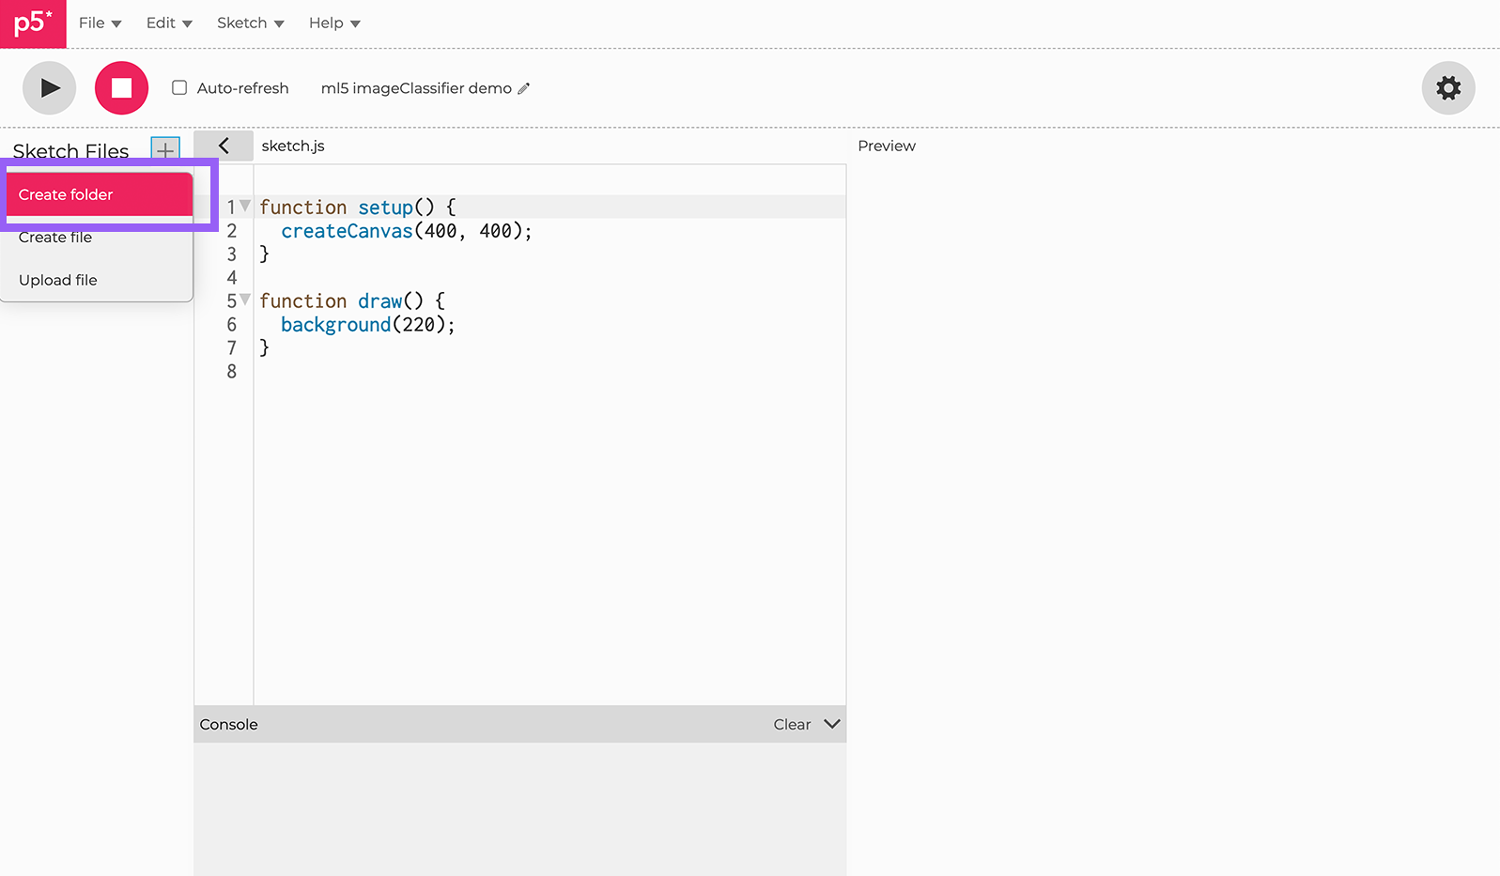 p5*
File Edit Sketch Help
Auto-refresh ml5 imageClassifier demo
Sketch Files +
sketch.js
Preview
Create folder
Create file
Upload file
1 function setup() {
2 createCanvas(400, 400);
3 }
4
5 function draw() {
6 background(220);
7 }
8
Console Clear